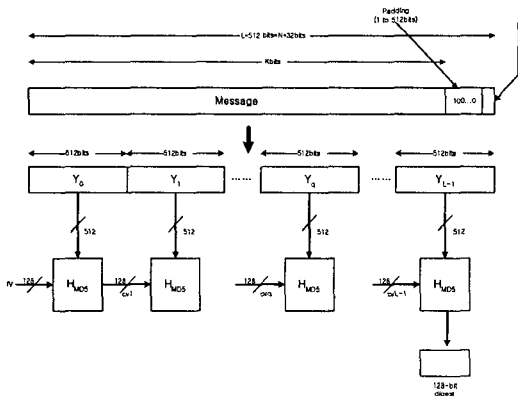 Padding
(1 to 512bits)
L=512 bits=N=32bits
Kbits
Message
100...0
512bits
512bits
512bits
512bits
Y0
Y1
......
Yq
......
YL-1
512
512
512
512
IV
128
HMD5
128
cv1
HMD5
128
cvq
HMD5
128
cvL-1
HMD5
128-bit
digest